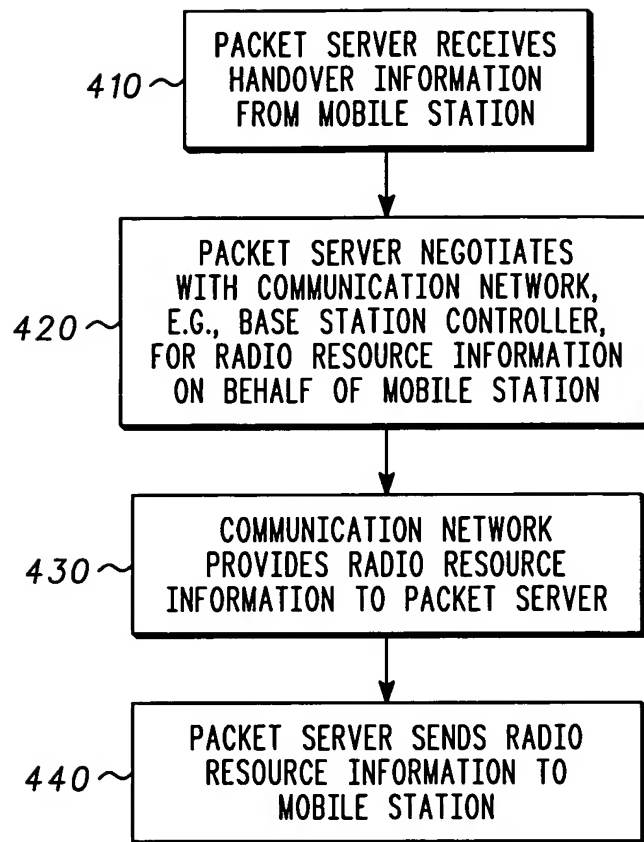 410
PACKET SERVER RECEIVES
HANDOVER INFORMATION
FROM MOBILE STATION
420
PACKET SERVER NEGOTIATES
WITH COMMUNICATION NETWORK,
E.G., BASE STATION CONTROLLER,
FOR RADIO RESOURCE INFORMATION
ON BEHALF OF MOBILE STATION
430
COMMUNICATION NETWORK
PROVIDES RADIO RESOURCE
INFORMATION TO PACKET SERVER
440
PACKET SERVER SENDS RADIO
RESOURCE INFORMATION TO
MOBILE STATION